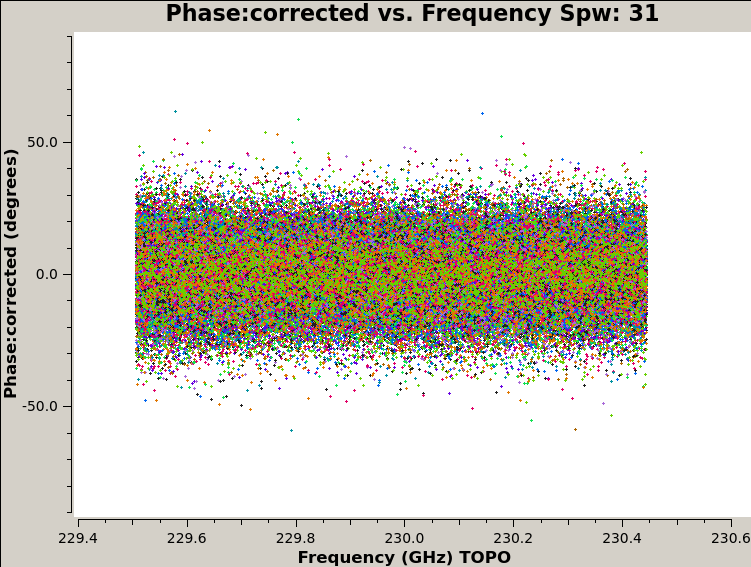 Phase:corrected vs. Frequency Spw: 31
Phase:corrected (degrees)
50.0
0.0
-50.0
229.4 229.6 229.8 230.0 230.2 230.4 230.6
Frequency (GHz) TOPO